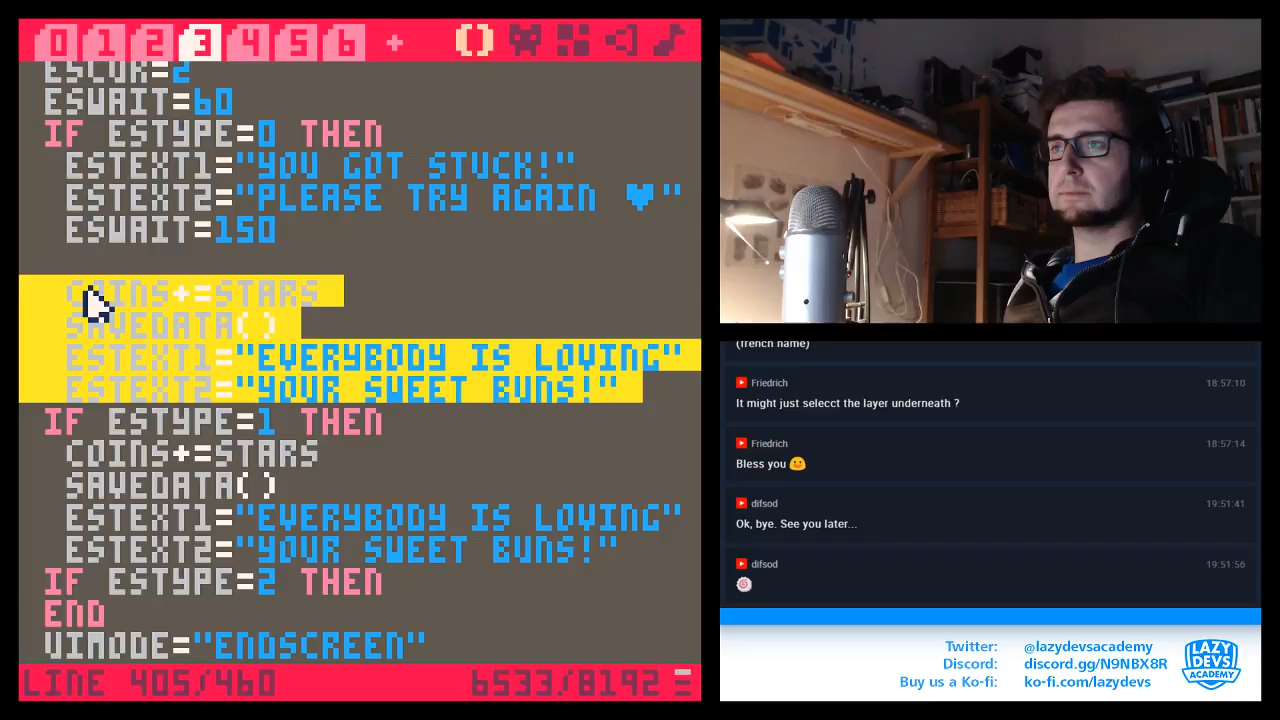 0 1 2 3 4 5 6 +
ESCUR=2
ESWAIT=60
IF ESTYPE=0 THEN
ESTEXT1="YOU GOT STUCK!"
ESTEXT2="PLEASE TRY AGAIN ♥"
ESWAIT=150
COINS+=STARS
SAVEDATA()
ESTEXT1="EVERYBODY IS LOVING"
ESTEXT2="YOUR SWEET BUNS!"
IF ESTYPE=1 THEN
COINS+=STARS
SAVEDATA()
ESTEXT1="EVERYBODY IS LOVING"
ESTEXT2="YOUR SWEET BUNS!"
IF ESTYPE=2 THEN
END
UIMODE="ENDSCREEN"
LINE 405/460 6533/8192
(french name)
Friedrich 18:57:10
It might just selecct the layer underneath ?
Friedrich 18:57:14
Bless you 😶
difsod 19:51:41
Ok, bye. See you later...
difsod 19:51:56
🍥
Twitter: @lazydevsacademy
Discord: discord.gg/N9NBX8R
Buy us a Ko-fi: ko-fi.com/lazydevs
LAZY
DEVS
ACADEMY